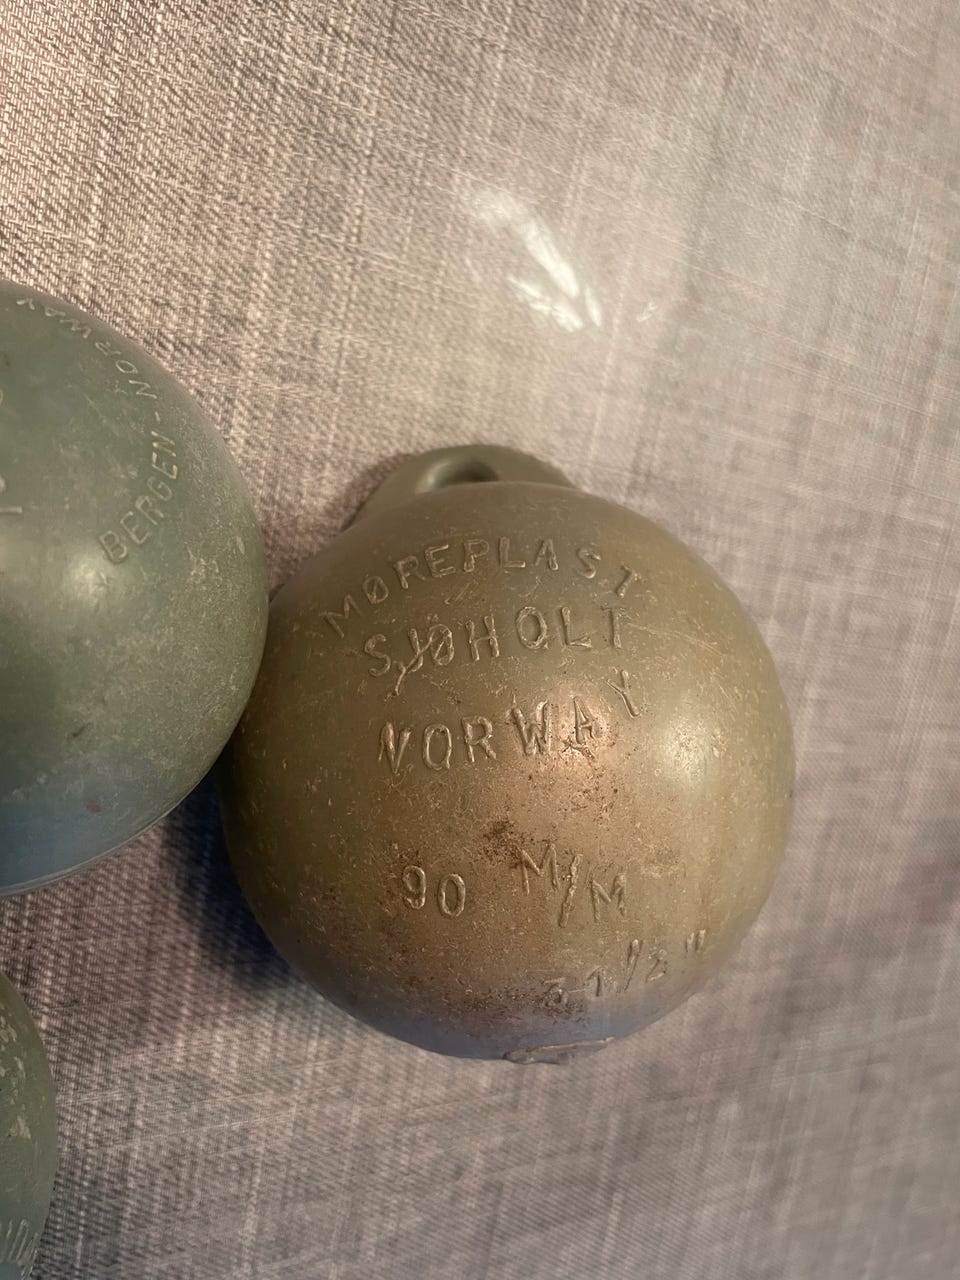 BERGEN - NORWAY
MØREPLAST
SJØHOLT
NORWAY
90 M/M
3 1/2"